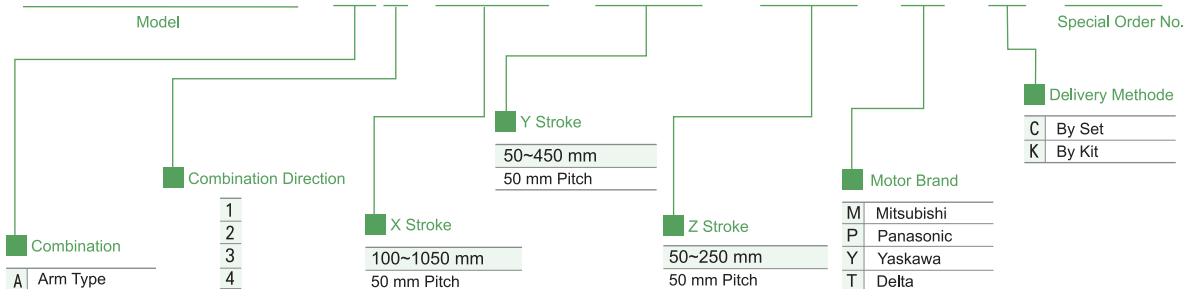 Model
Special Order No.
Delivery Methode
C By Set
K By Kit
Y Stroke
50~450 mm
50 mm Pitch
Combination Direction
1
2
3
4
Motor Brand
M Mitsubishi
P Panasonic
Y Yaskawa
T Delta
X Stroke
100~1050 mm
50 mm Pitch
Z Stroke
50~250 mm
50 mm Pitch
Combination
A Arm Type